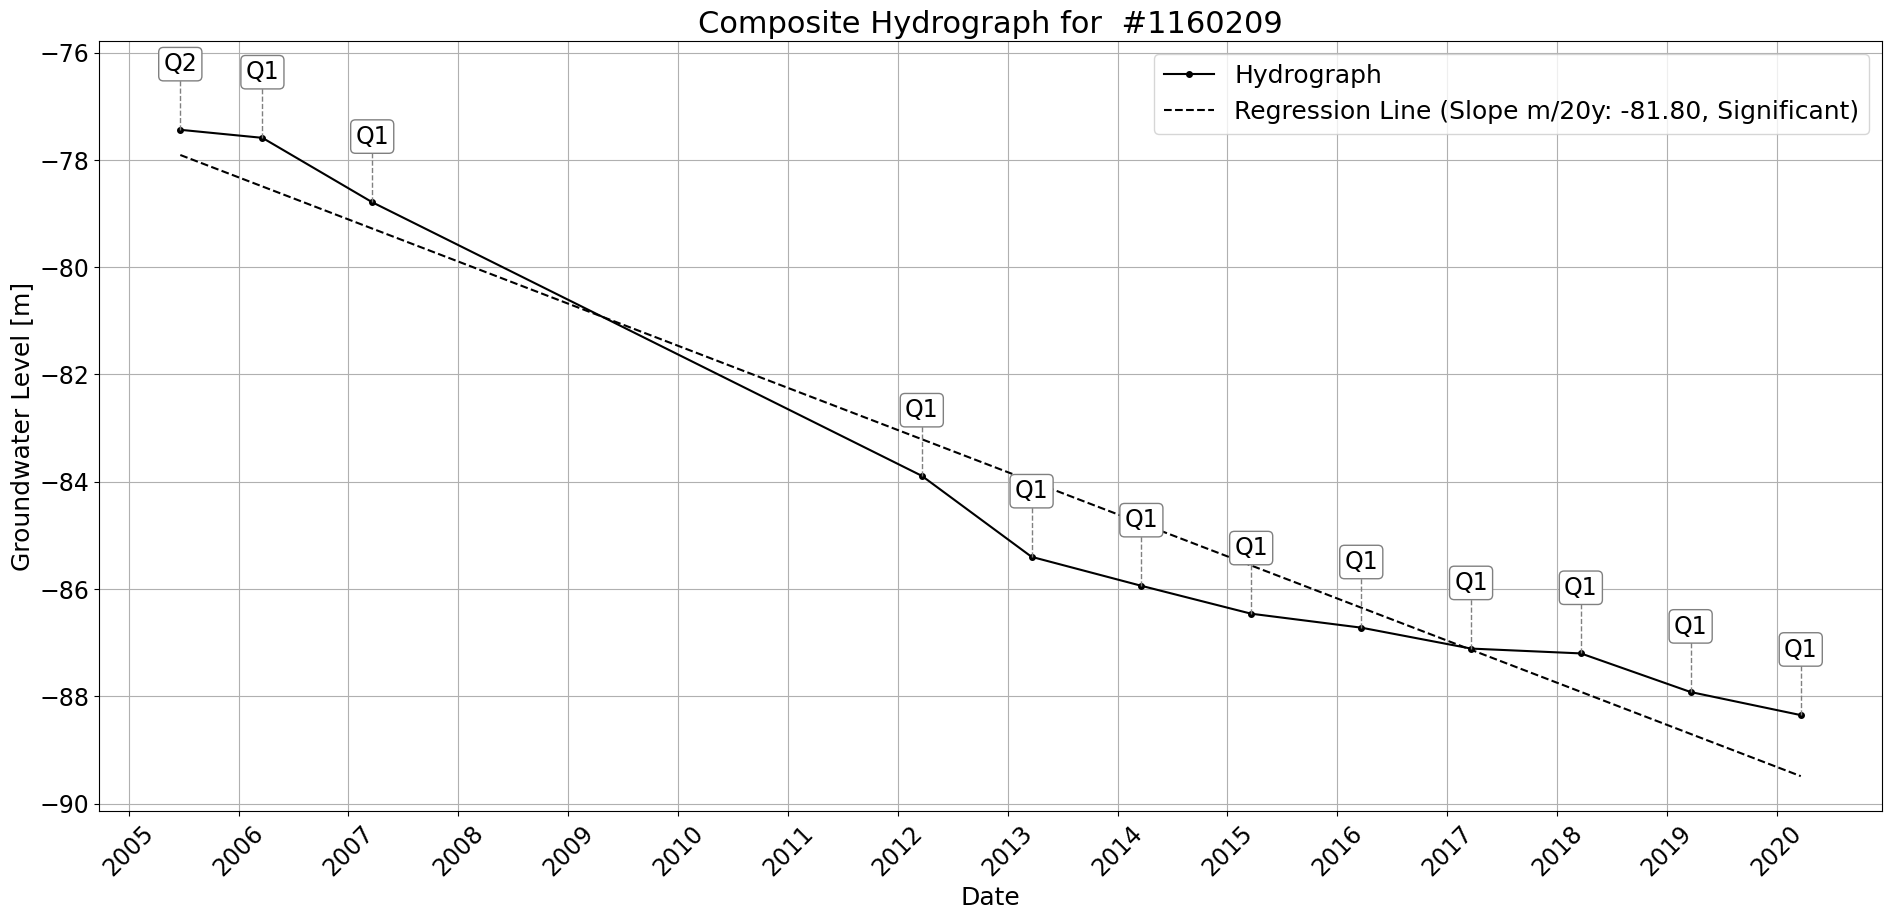 Composite Hydrograph for  #1160209
Hydrograph
Regression Line (Slope m/20y: -81.80, Significant)
Groundwater Level [m]
−76
−78
−80
−82
−84
−86
−88
−90
Q2
Q1
Q1
Q1
Q1
Q1
Q1
Q1
Q1
Q1
Q1
Q1
2005
2006
2007
2008
2009
2010
2011
2012
2013
2014
2015
2016
2017
2018
2019
2020
Date